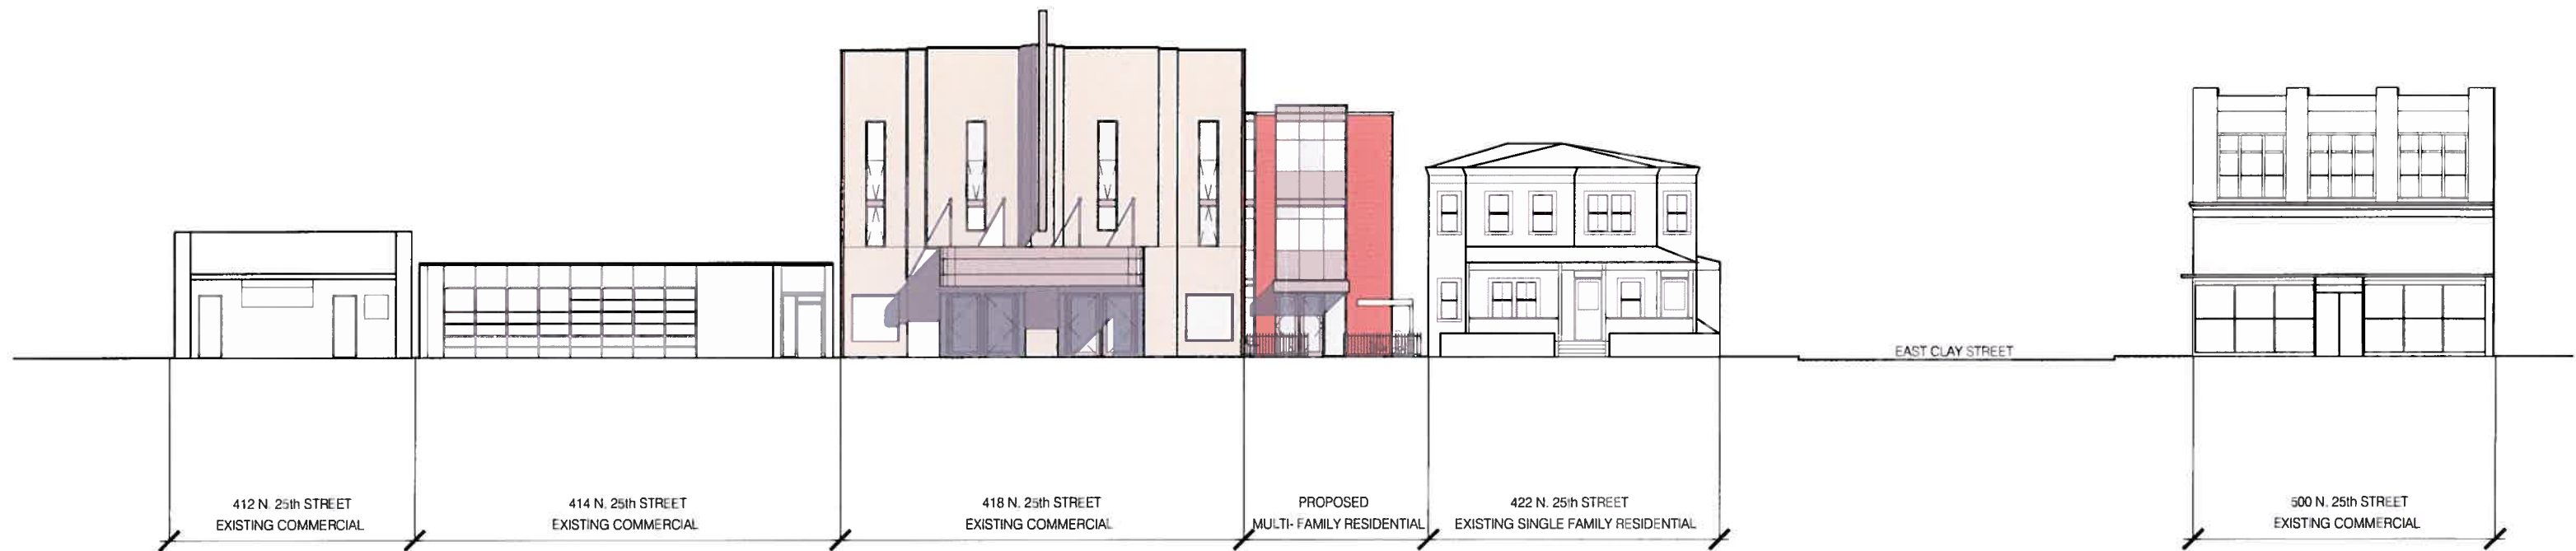 EAST CLAY STREET
412 N. 25th STREET
EXISTING COMMERCIAL
414 N. 25th STREET
EXISTING COMMERCIAL
418 N. 25th STREET
EXISTING COMMERCIAL
PROPOSED
MULTI- FAMILY RESIDENTIAL
422 N. 25th STREET
EXISTING SINGLE FAMILY RESIDENTIAL
500 N. 25th STREET
EXISTING COMMERCIAL